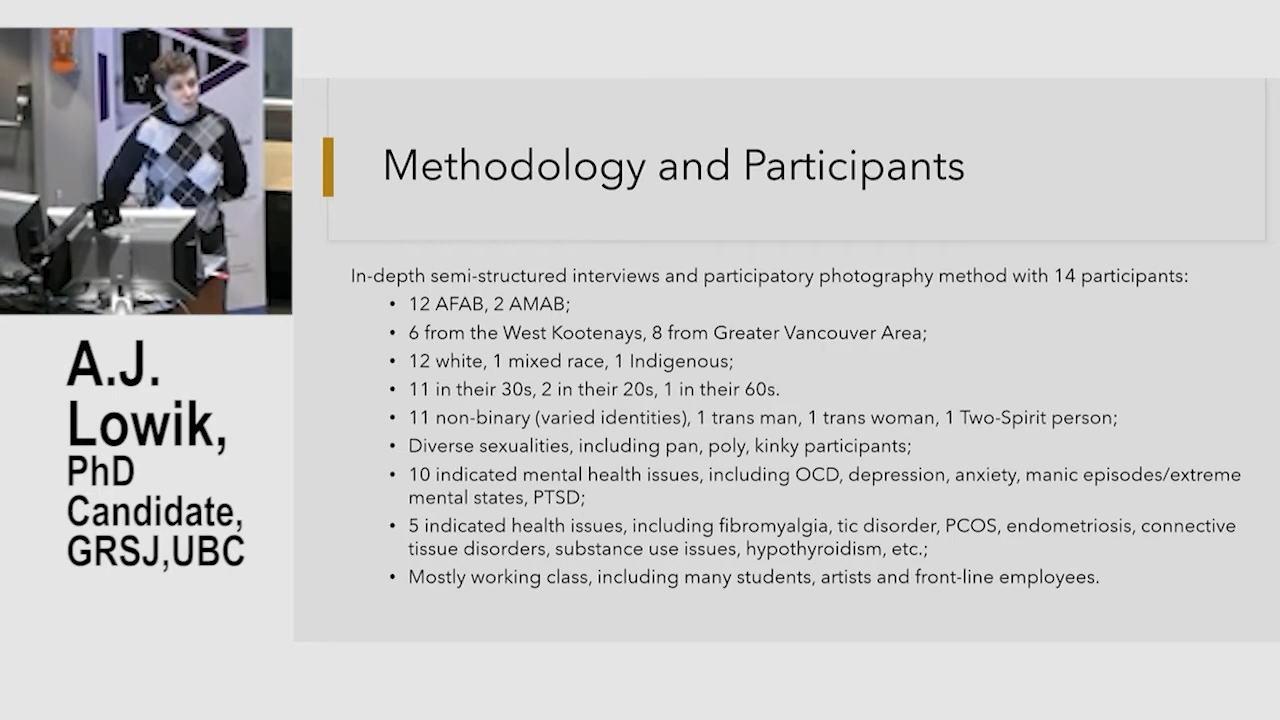 Methodology and Participants
In-depth semi-structured interviews and participatory photography method with 14 participants:
• 12 AFAB, 2 AMAB;
• 6 from the West Kootenays, 8 from Greater Vancouver Area;
• 12 white, 1 mixed race, 1 Indigenous;
• 11 in their 30s, 2 in their 20s, 1 in their 60s.
• 11 non-binary (varied identities), 1 trans man, 1 trans woman, 1 Two-Spirit person;
• Diverse sexualities, including pan, poly, kinky participants;
• 10 indicated mental health issues, including OCD, depression, anxiety, manic episodes/extreme
mental states, PTSD;
• 5 indicated health issues, including fibromyalgia, tic disorder, PCOS, endometriosis, connective
tissue disorders, substance use issues, hypothyroidism, etc.;
• Mostly working class, including many students, artists and front-line employees.
A.J.
Lowik,
PhD
Candidate,
GRSJ,UBC